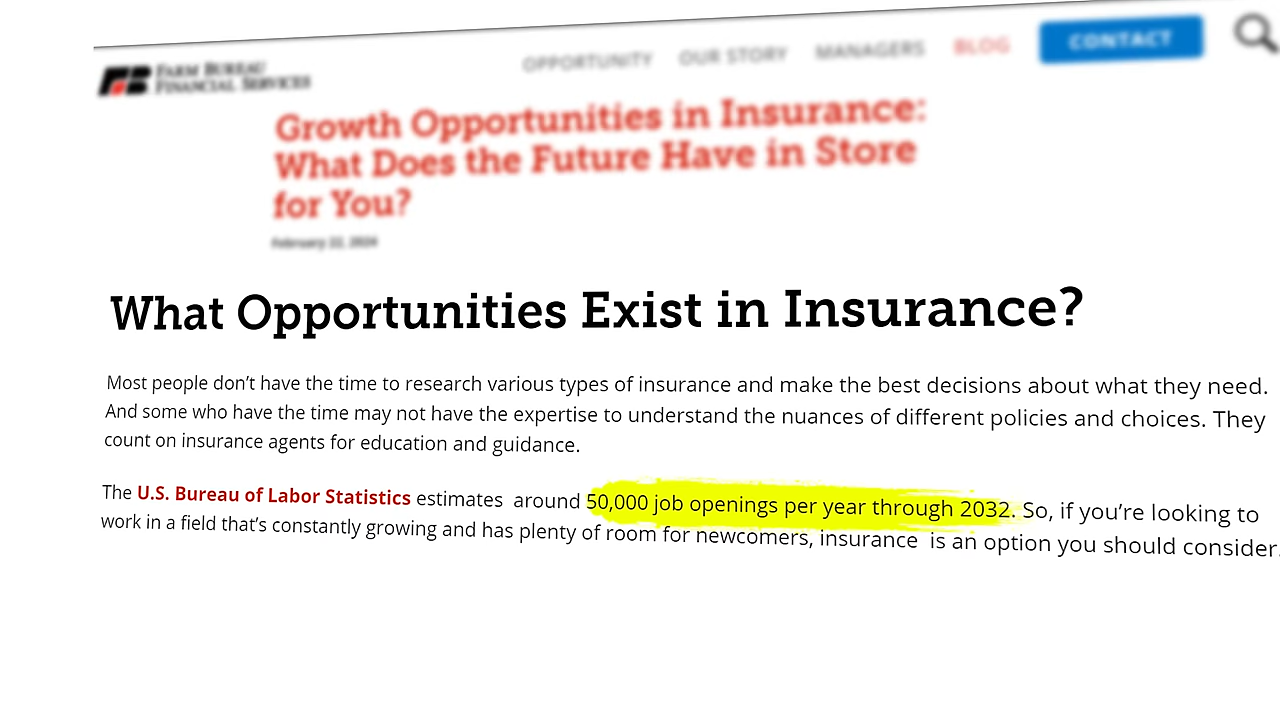 FARM BUREAU
FINANCIAL SERVICES
OPPORTUNITY OUR STORY MANAGERS BLOG CONTACT
Growth Opportunities in Insurance:
What Does the Future Have in Store
for You?
February 22, 2024
What Opportunities Exist in Insurance?
Most people don’t have the time to research various types of insurance and make the best decisions about what they need.
And some who have the time may not have the expertise to understand the nuances of different policies and choices. They
count on insurance agents for education and guidance.
The U.S. Bureau of Labor Statistics estimates around 50,000 job openings per year through 2032. So, if you’re looking to
work in a field that’s constantly growing and has plenty of room for newcomers, insurance is an option you should consider.